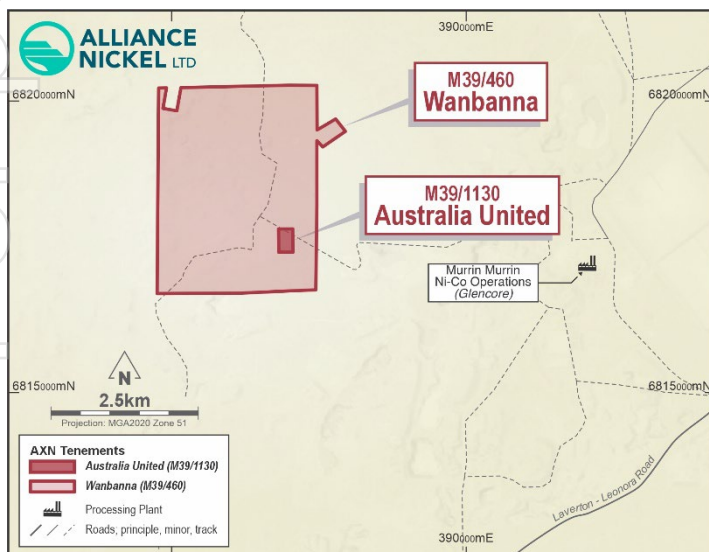 ALLIANCE
NICKEL LTD
390000mE
6820000mN
6820000mN
M39/460
Wanbanna
M39/1130
Australia United
Murrin Murrin
Ni-Co Operations
(Glencore)
N
6815000mN
6815000mN
2.5km
Projection: MGA2020 Zone 51
AXN Tenements
Australia United (M39/1130)
Wanbanna (M39/460)
Processing Plant
Roads; principle, minor, track
Laverton - Leonora Road
390000mE